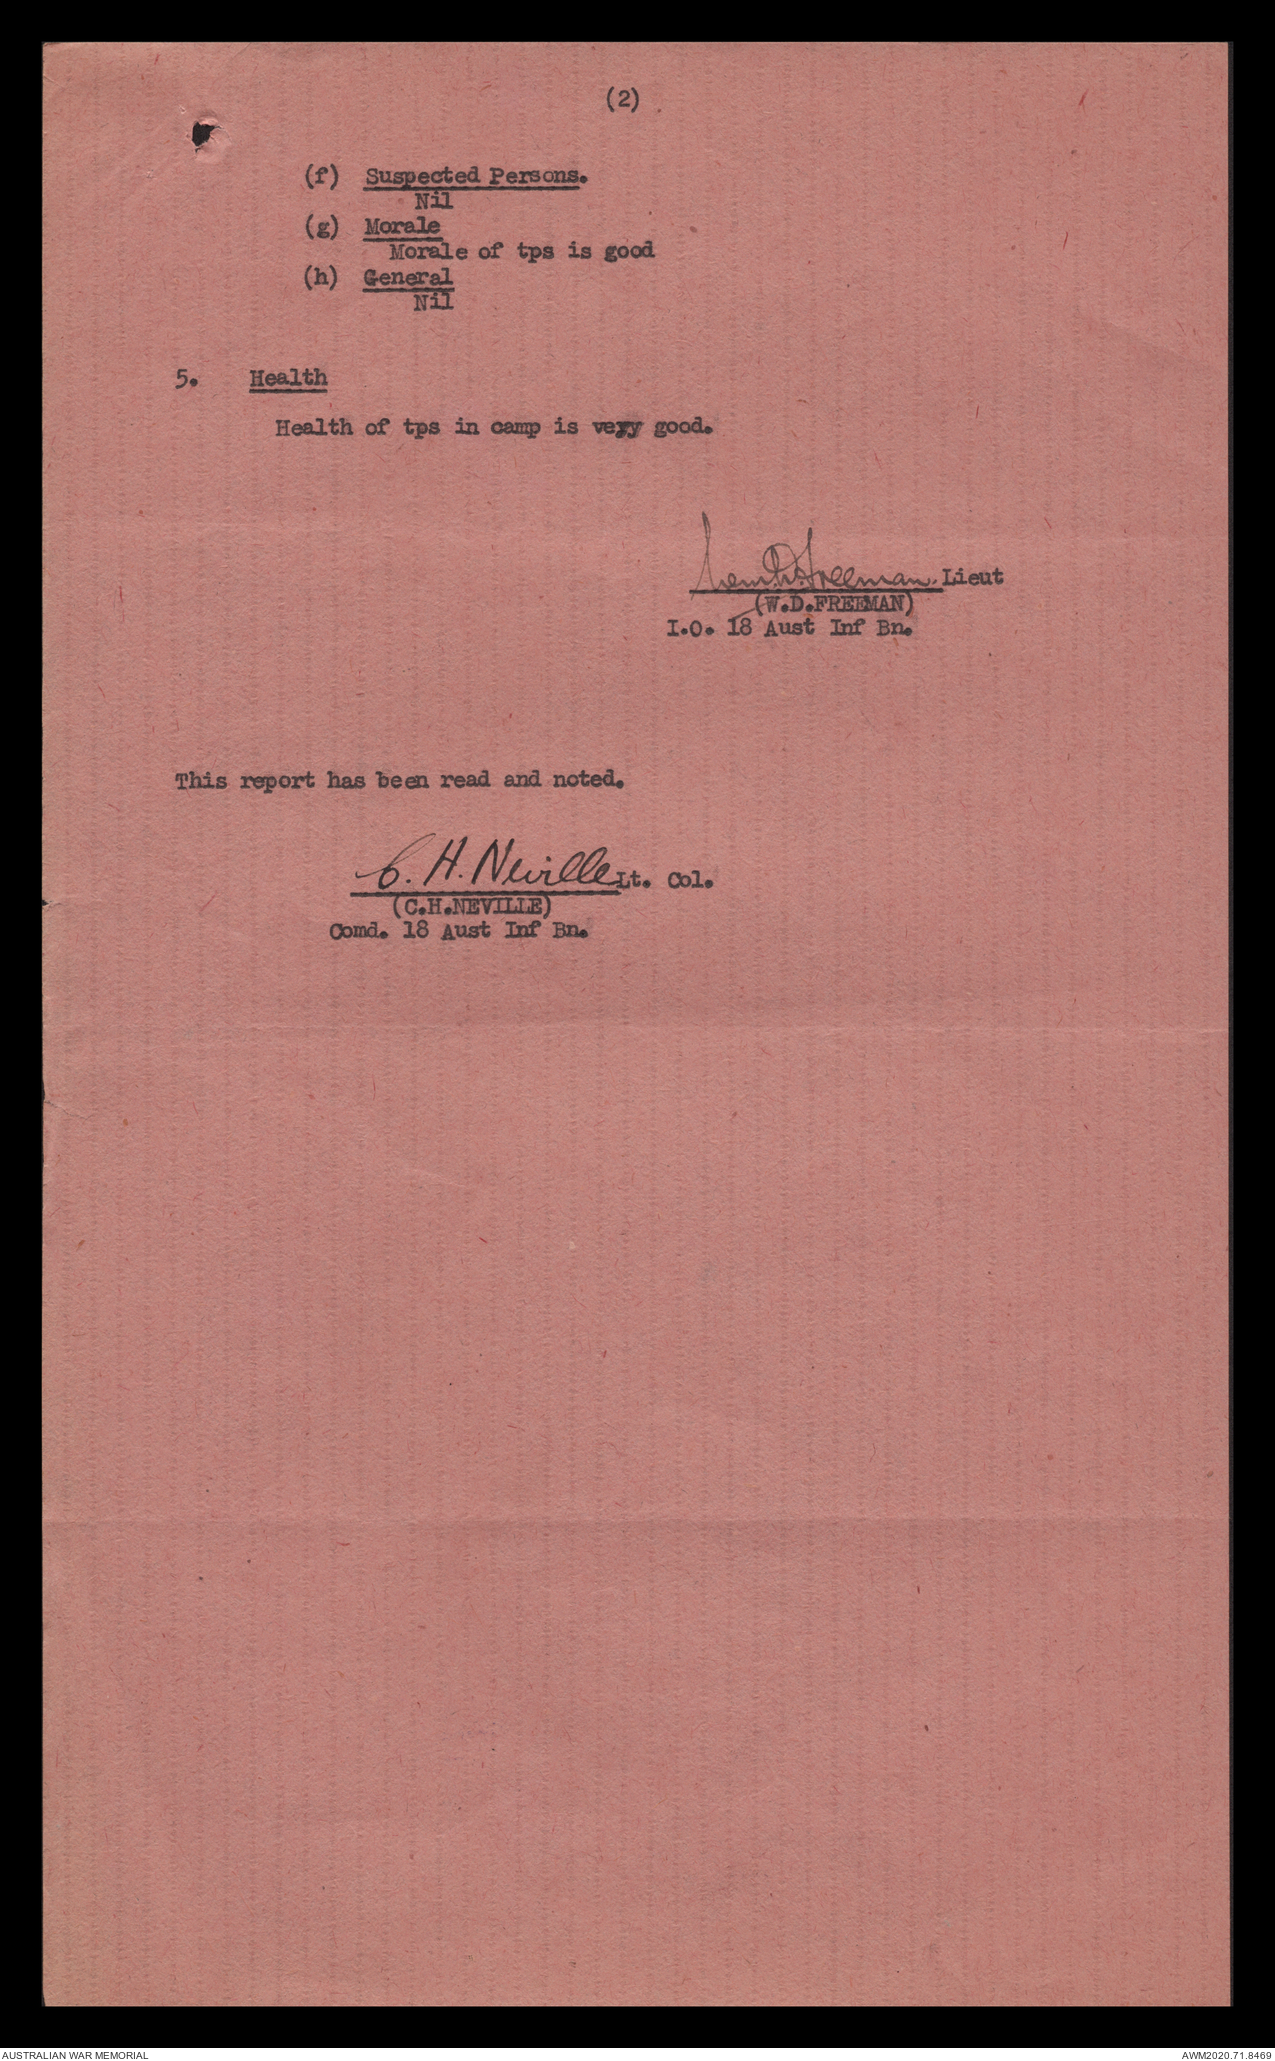 (2)
(f) Suspected Persons.
Nil
(g) Morale
Morale of tps is good
(h) General
Nil
5. Health
Health of tps in camp is very good.
Freeman. Lieut
(W.D.FREEMAN)
I.O. 18 Aust Inf Bn.
This report has been read and noted.
C. H. Neville Lt. Col.
(C.H.NEVILLE)
Comd. 18 Aust Inf Bn.
AUSTRALIAN WAR MEMORIAL
AWM2020.71.8469